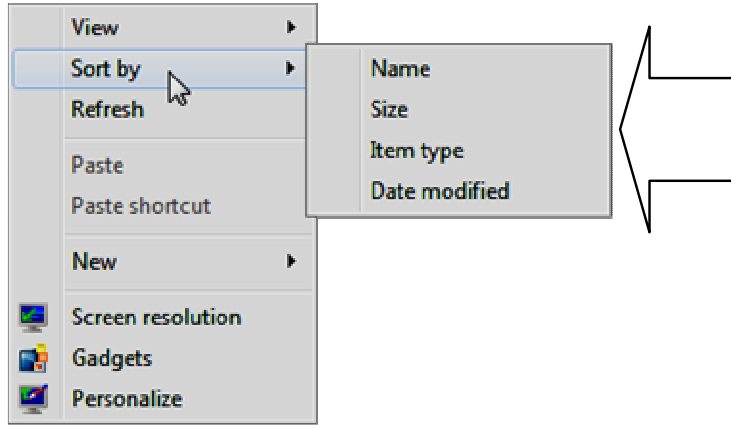 View
Sort by
Refresh
Paste
Paste shortcut
New
Screen resolution
Gadgets
Personalize
Name
Size
Item type
Date modified